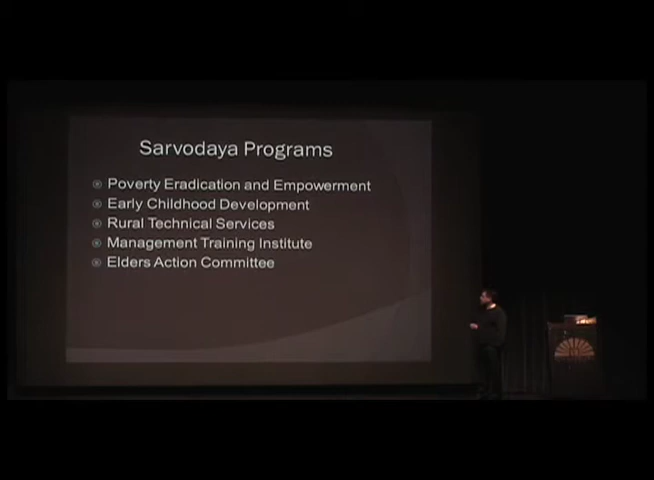 Sarvodaya Programs
Poverty Eradication and Empowerment
Early Childhood Development
Rural Technical Services
Management Training Institute
Elders Action Committee